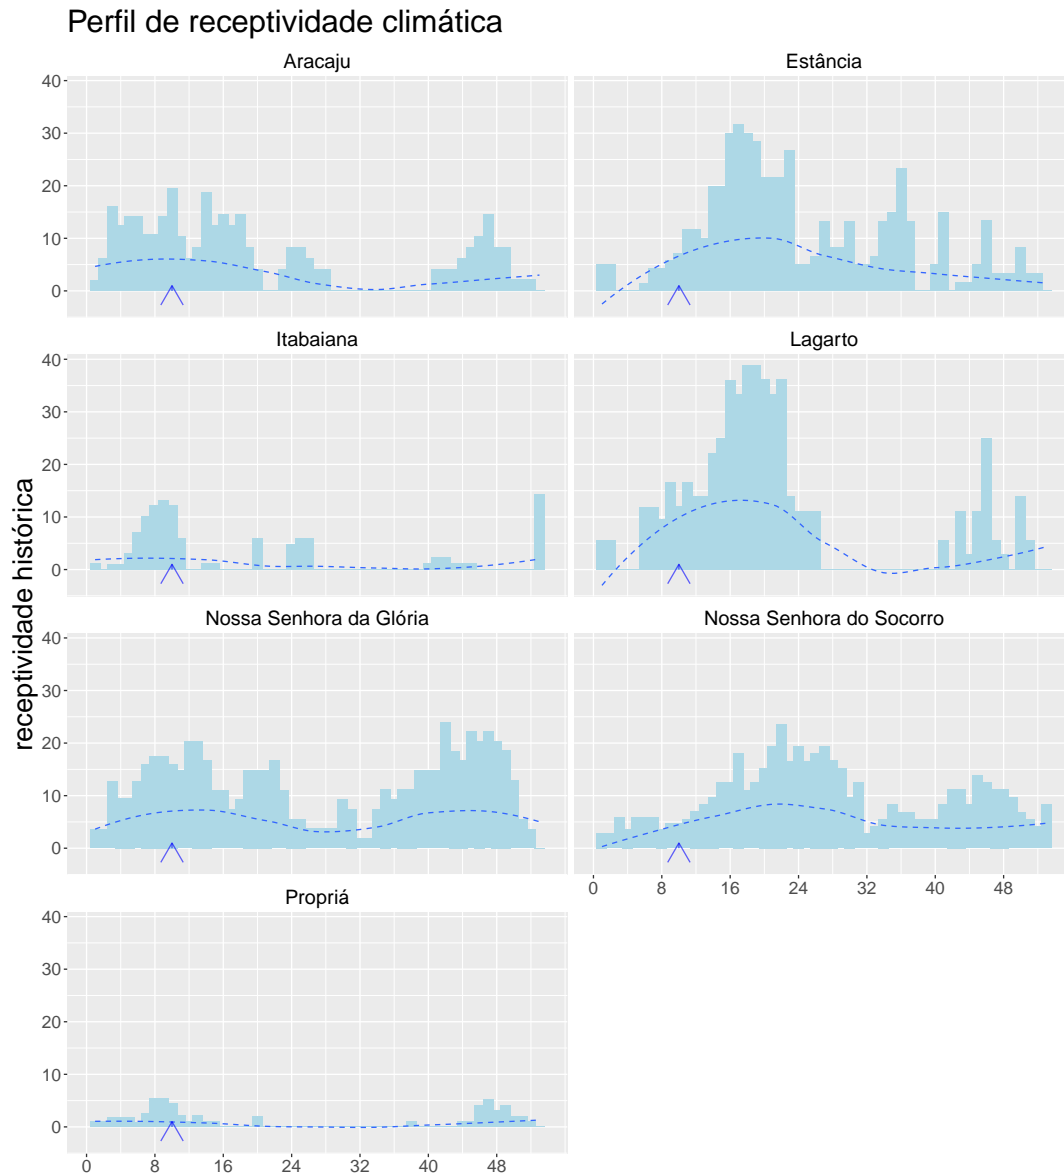 Perfil de receptividade climática
Aracaju Estância
40
30
20
10
0
Itabaiana Lagarto
40
30
20
10
0
receptividade histórica
Nossa Senhora da Glória Nossa Senhora do Socorro
40
30
20
10
0
0 8 16 24 32 40 48
Propriá
40
30
20
10
0
0 8 16 24 32 40 48